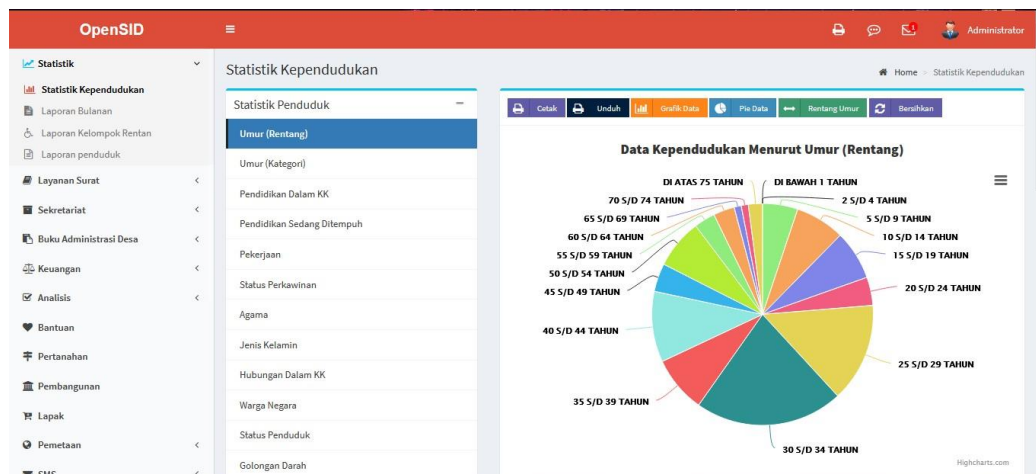 OpenSID
1
Administrator
Statistik
Statistik Kependudukan
Laporan Bulanan
Laporan Kelompok Rentan
Laporan penduduk
Layanan Surat
Sekretariat
Buku Administrasi Desa
Keuangan
Analisis
Bantuan
Pertanahan
Pembangunan
Lapak
Pemetaan
SMS
Statistik Kependudukan
Home > Statistik Kependudukan
Statistik Penduduk
Umur (Rentang)
Umur (Kategori)
Pendidikan Dalam KK
Pendidikan Sedang Ditempuh
Pekerjaan
Status Perkawinan
Agama
Jenis Kelamin
Hubungan Dalam KK
Warga Negara
Status Penduduk
Golongan Darah
Cetak Unduh Grafik Data Pie Data Rentang Umur Bersihkan
Data Kependudukan Menurut Umur (Rentang)
DI ATAS 75 TAHUN
DI BAWAH 1 TAHUN
70 S/D 74 TAHUN
2 S/D 4 TAHUN
65 S/D 69 TAHUN
5 S/D 9 TAHUN
60 S/D 64 TAHUN
10 S/D 14 TAHUN
55 S/D 59 TAHUN
15 S/D 19 TAHUN
50 S/D 54 TAHUN
45 S/D 49 TAHUN
20 S/D 24 TAHUN
40 S/D 44 TAHUN
25 S/D 29 TAHUN
35 S/D 39 TAHUN
30 S/D 34 TAHUN
Highcharts.com